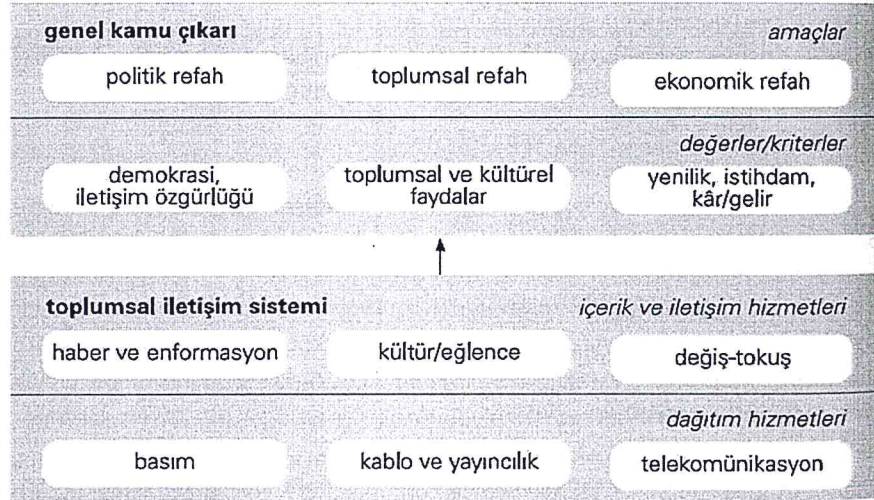 genel kamu çıkarı
amaçlar
politik refah
toplumsal refah
ekonomik refah
değerler/kriterler
demokrasi,
iletişim özgürlüğü
toplumsal ve kültürel
faydalar
yenilik, istihdam,
kâr/gelir
toplumsal iletişim sistemi
içerik ve iletişim hizmetleri
haber ve enformasyon
kültür/eğlence
değiş-tokuş
dağıtım hizmetleri
basım
kablo ve yayıncılık
telekomünikasyon